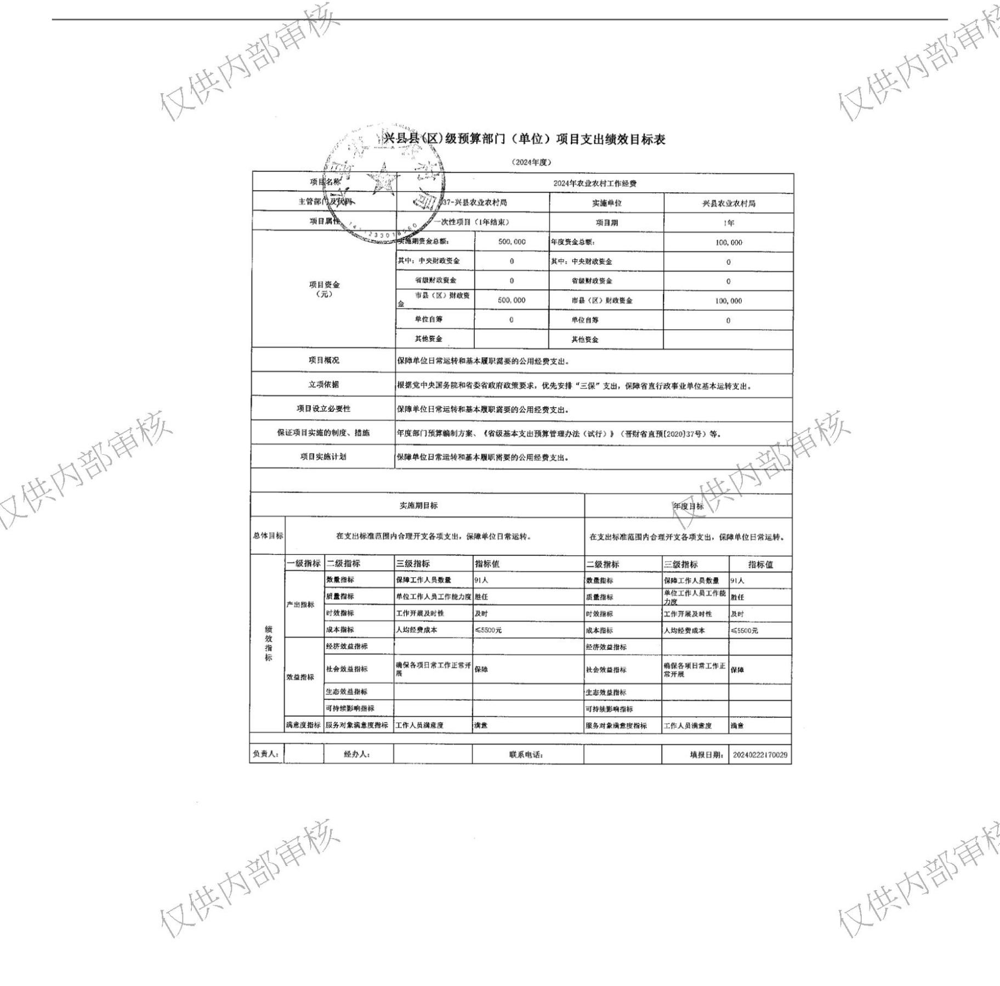 仅供内部审核
仅供内部审核
兴县县(区)级预算部门（单位）项目支出绩效目标表
（2024年度）
项目名称 2024年农业农村工作经费
主管部门及代码 037-兴县农业农村局 实施单位 兴县农业农村局
项目属性 一次性项目（1年结束） 项目期 1年
项目资金
（元）
实施期资金总额： 500,000 年度资金总额： 100,000
其中：中央财政资金 0 其中：中央财政资金 0
省级财政资金 0 省级财政资金 0
市县（区）财政资
金 500,000 市县（区）财政资金 100,000
单位自筹 0 单位自筹 0
其他资金 其他资金
项目概况 保障单位日常运转和基本履职需要的公用经费支出。
立项依据 根据党中央国务院和省委省政府政策要求，优先安排“三保”支出，保障省直行政事业单位基本运转支出。
项目设立必要性 保障单位日常运转和基本履职需要的公用经费支出。
保证项目实施的制度、措施 年度部门预算编制方案、《省级基本支出预算管理办法（试行）》（晋财省直预[2020]37号）等。
项目实施计划 保障单位日常运转和基本履职需要的公用经费支出。
仅供内部审核
仅供内部审核
实施期目标 年度目标
总体目标 在支出标准范围内合理开支各项支出，保障单位日常运转。 在支出标准范围内合理开支各项支出，保障单位日常运转。
绩效指标
一级指标 二级指标 三级指标 指标值 二级指标 三级指标 指标值
产出指标
数量指标 保障工作人员数量 91人 数量指标 保障工作人员数量 91人
质量指标 单位工作人员工作能力度 胜任 质量指标 单位工作人员工作能
力度 胜任
时效指标 工作开展及时性 及时 时效指标 工作开展及时性 及时
成本指标 人均经费成本 ≤5500元 成本指标 人均经费成本 ≤5500元
效益指标
经济效益指标 经济效益指标
社会效益指标 确保各项日常工作正常开
展 保障 社会效益指标 确保各项日常工作正
常开展 保障
生态效益指标 生态效益指标
可持续影响指标 可持续影响指标
满意度指标 服务对象满意度指标 工作人员满意度 满意 服务对象满意度指标 工作人员满意度 满意
负责人： 经办人： 联系电话： 填报日期： 20240222170029
仅供内部审核
仅供内部审核